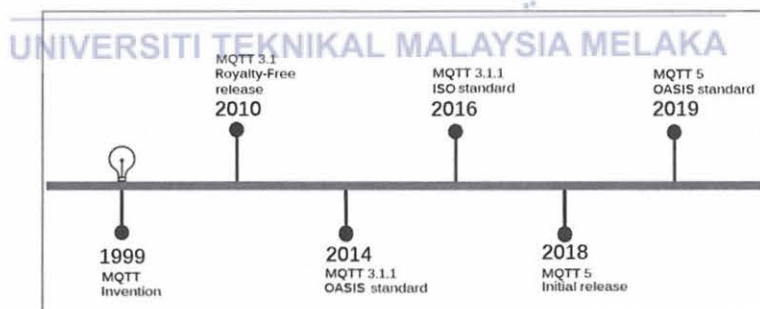 UNIVERSITI TEKNIKAL MALAYSIA MELAKA
MQTT 3.1
Royalty-Free
release
2010
MQTT 3.1.1
ISO standard
2016
MQTT 5
OASIS standard
2019
1999
MQTT
Invention
2014
MQTT 3.1.1
OASIS standard
2018
MQTT 5
Initial release